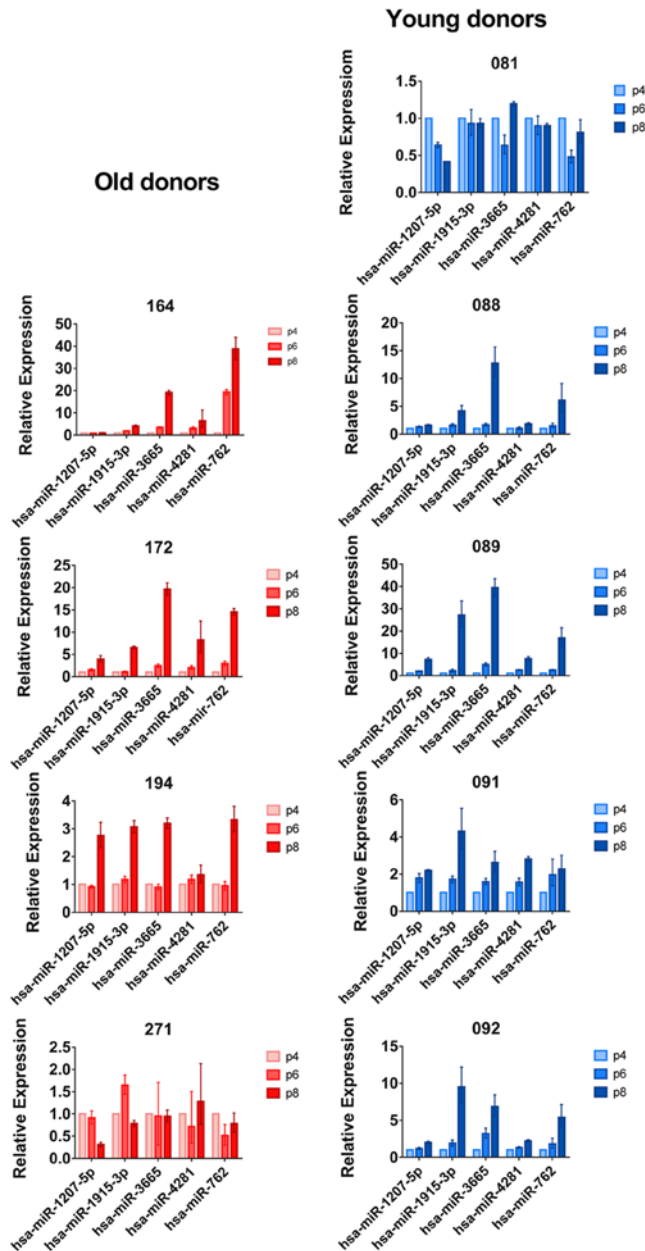 Young donors
081
Relative Expressiom
1.5
1.0
0.5
0.0
p4
p6
p8
hsa-miR-1207-5p
hsa-miR-1915-3p
hsa-miR-3665
hsa-miR-4281
hsa-miR-762
Old donors
164
Relative Expression
50
40
30
20
10
0
p4
p6
p8
hsa-miR-1207-5p
hsa-miR-1915-3p
hsa-miR-3665
hsa-miR-4281
hsa-miR-762
088
Relative Expression
20
15
10
5
0
p4
p6
p8
hsa-miR-1207-5p
hsa-miR-1915-3p
hsa-miR-3665
hsa-miR-4281
hsa.miR-762
172
Relative Expression
25
20
15
10
5
0
p4
p6
p8
hsa-miR-1207-5p
hsa-miR-1915-3p
hsa-miR-3665
hsa-miR-4281
hsa-mir-762
089
Relative Expression
50
40
30
20
10
0
p4
p6
p8
hsa-miR-1207-5p
hsa-miR-1915-3p
hsa-miR-3665
hsa-miR-4281
hsa-miR-762
194
Relative Expression
4
3
2
1
0
p4
p6
p8
hsa-miR-1207-5p
hsa-miR-1915-3p
hsa-miR-3665
hsa-miR-4281
hsa-miR-762
091
Relative Expression
6
4
2
0
p4
p6
p8
hsa-miR-1207-5p
hsa-miR-1915-3p
hsa-miR-3665
hsa-miR-4281
hsa-miR-762
271
Relative Expression
2.5
2.0
1.5
1.0
0.5
0.0
p4
p6
p8
hsa-miR-1207-5p
hsa-miR-1915-3p
hsa-miR-3665
hsa-miR-4281
hsa-miR-762
092
Relative Expression
15
10
5
0
p4
p6
p8
hsa-miR-1207-5p
hsa-miR-1915-3p
hsa-miR-3665
hsa-miR-4281
hsa-miR-762